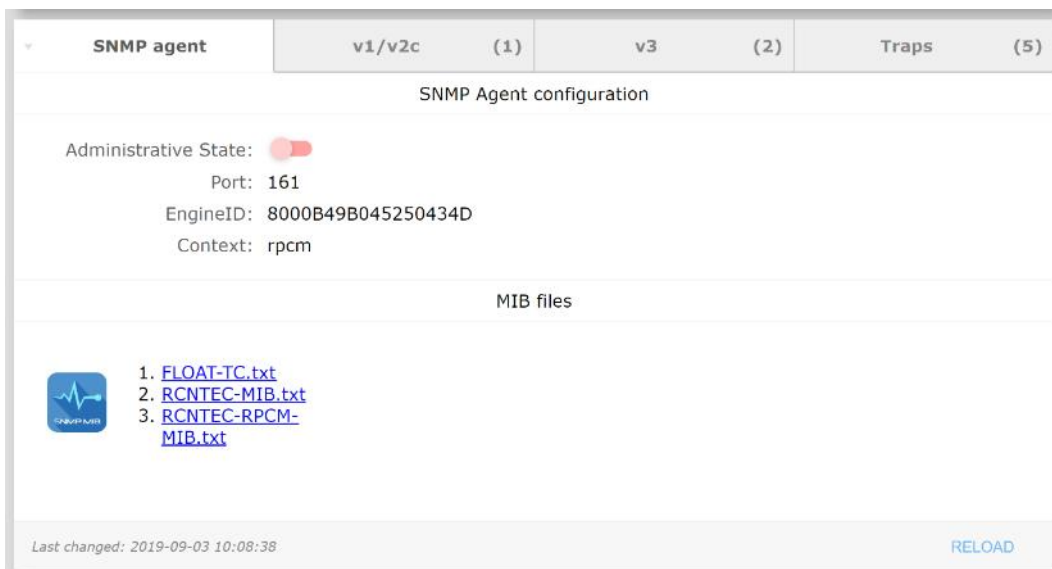 SNMP agent v1/v2c (1) v3 (2) Traps (5)
SNMP Agent configuration
Administrative State:
Port: 161
EngineID: 8000B49B045250434D
Context: rpcm
MIB files
SNMP MIB
1. FLOAT-TC.txt
2. RCNTEC-MIB.txt
3. RCNTEC-RPCM-
MIB.txt
Last changed: 2019-09-03 10:08:38 RELOAD